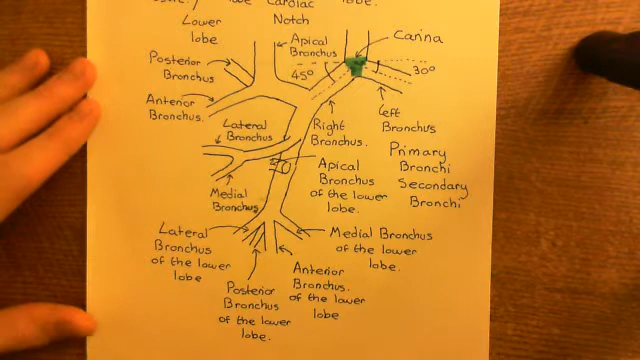 lobe
Cardiac
lobe.
Notch
Lower
lobe
Apical
Bronchus
Carina
Posterior
Bronchus
45°
30°
Anterior
Bronchus.
Left
Bronchus
Lateral
Bronchus
Right
Bronchus.
Primary
Bronchi
Secondary
Bronchi
Apical
Bronchus
of the lower
lobe.
Medial
Bronchus
Lateral
Bronchus
of the lower
lobe
Medial Bronchus
of the lower
lobe.
Posterior
Bronchus
of the lower
lobe.
Anterior
Bronchus.
of the lower
lobe